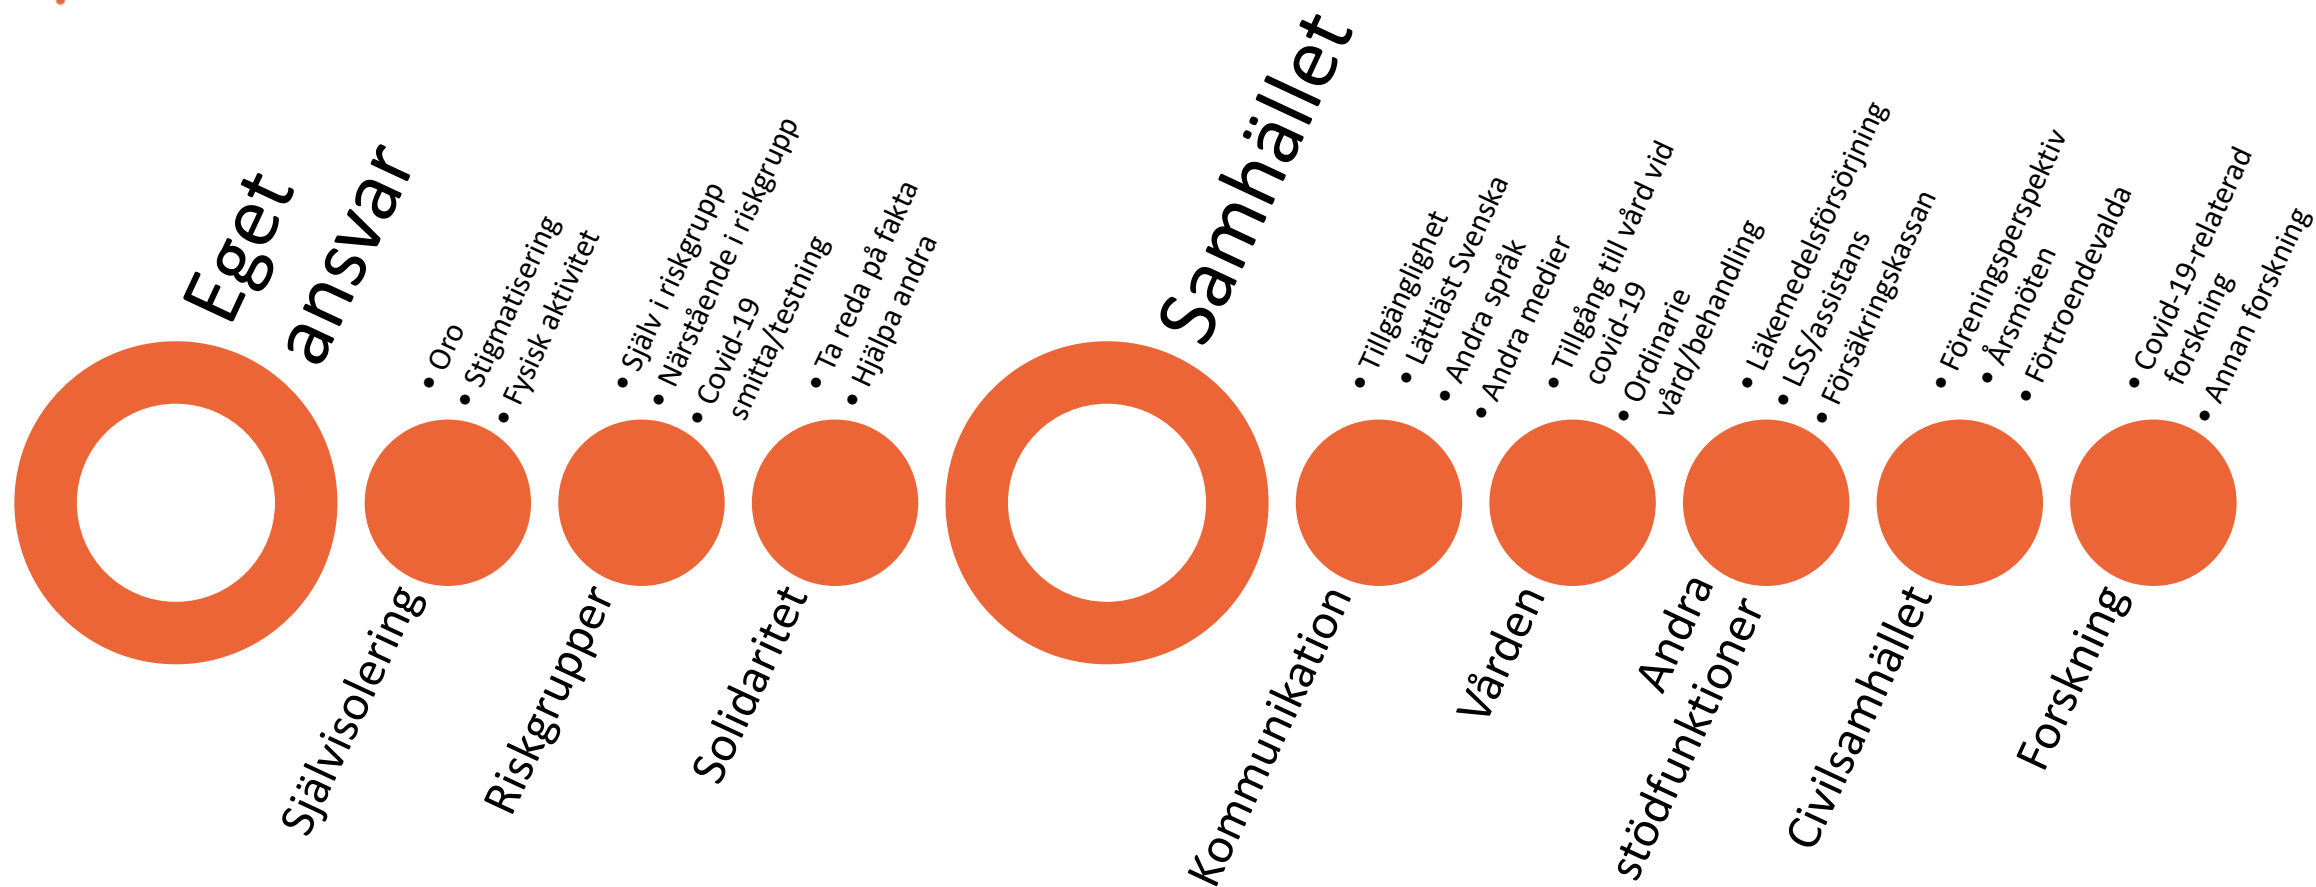 Eget
ansvar
Självisolering
• Oro
• Stigmatisering
• Fysisk aktivitet
Riskgrupper
• Själv i riskgrupp
• Närstående i riskgrupp
• Covid-19
smitta/testning
Solidaritet
• Ta reda på fakta
• Hjälpa andra
Samhället
Kommunikation
• Tillgänglighet
• Lättläst Svenska
• Andra språk
• Andra medier
Vården
• Tillgång till vård vid
covid-19
• Ordinarie
vård/behandling
Andra
stödfunktioner
• Läkemedelsförsörjning
• LSS/assistans
• Försäkringskassan
Civilsamhället
• Föreningsperspektiv
• Årsmöten
• Förtroendevalda
Forskning
• Covid-19-relaterad
forskning
• Annan forskning